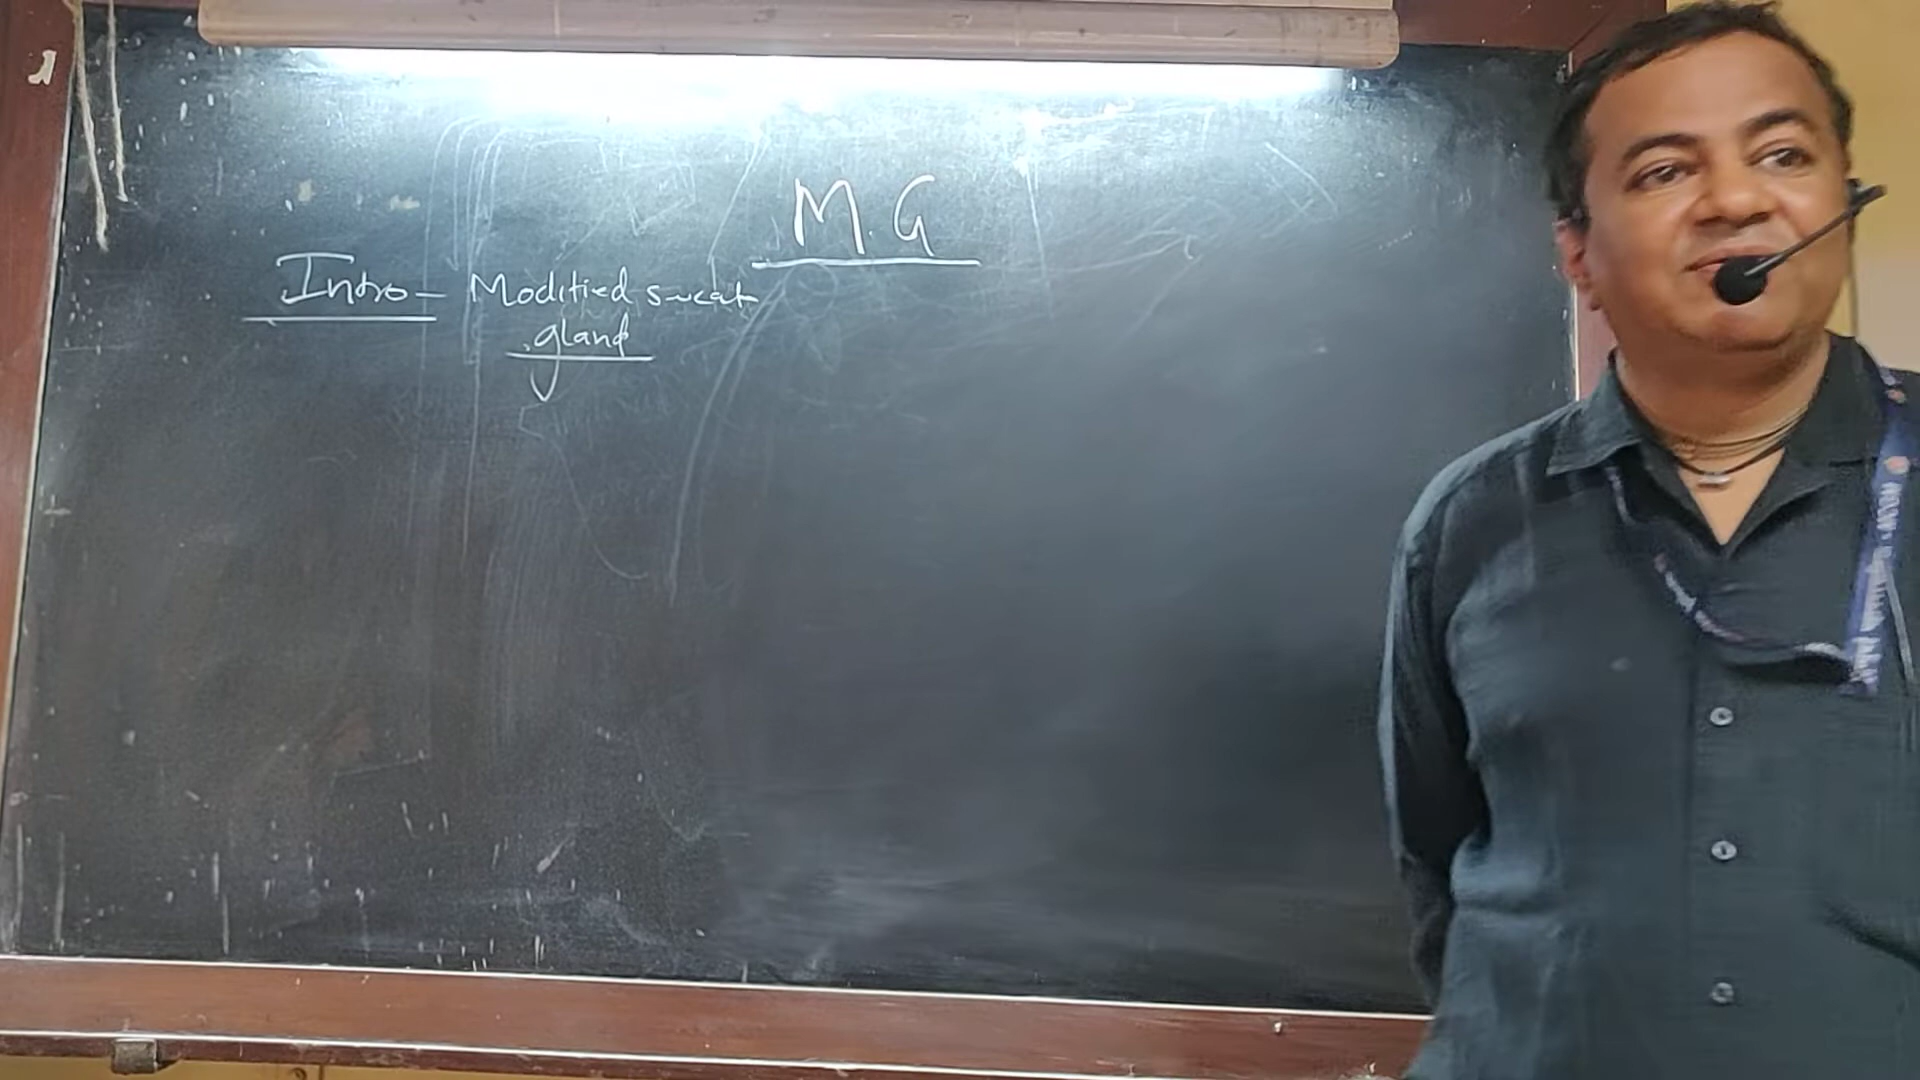 M.G
Intro - Modified sweat
gland